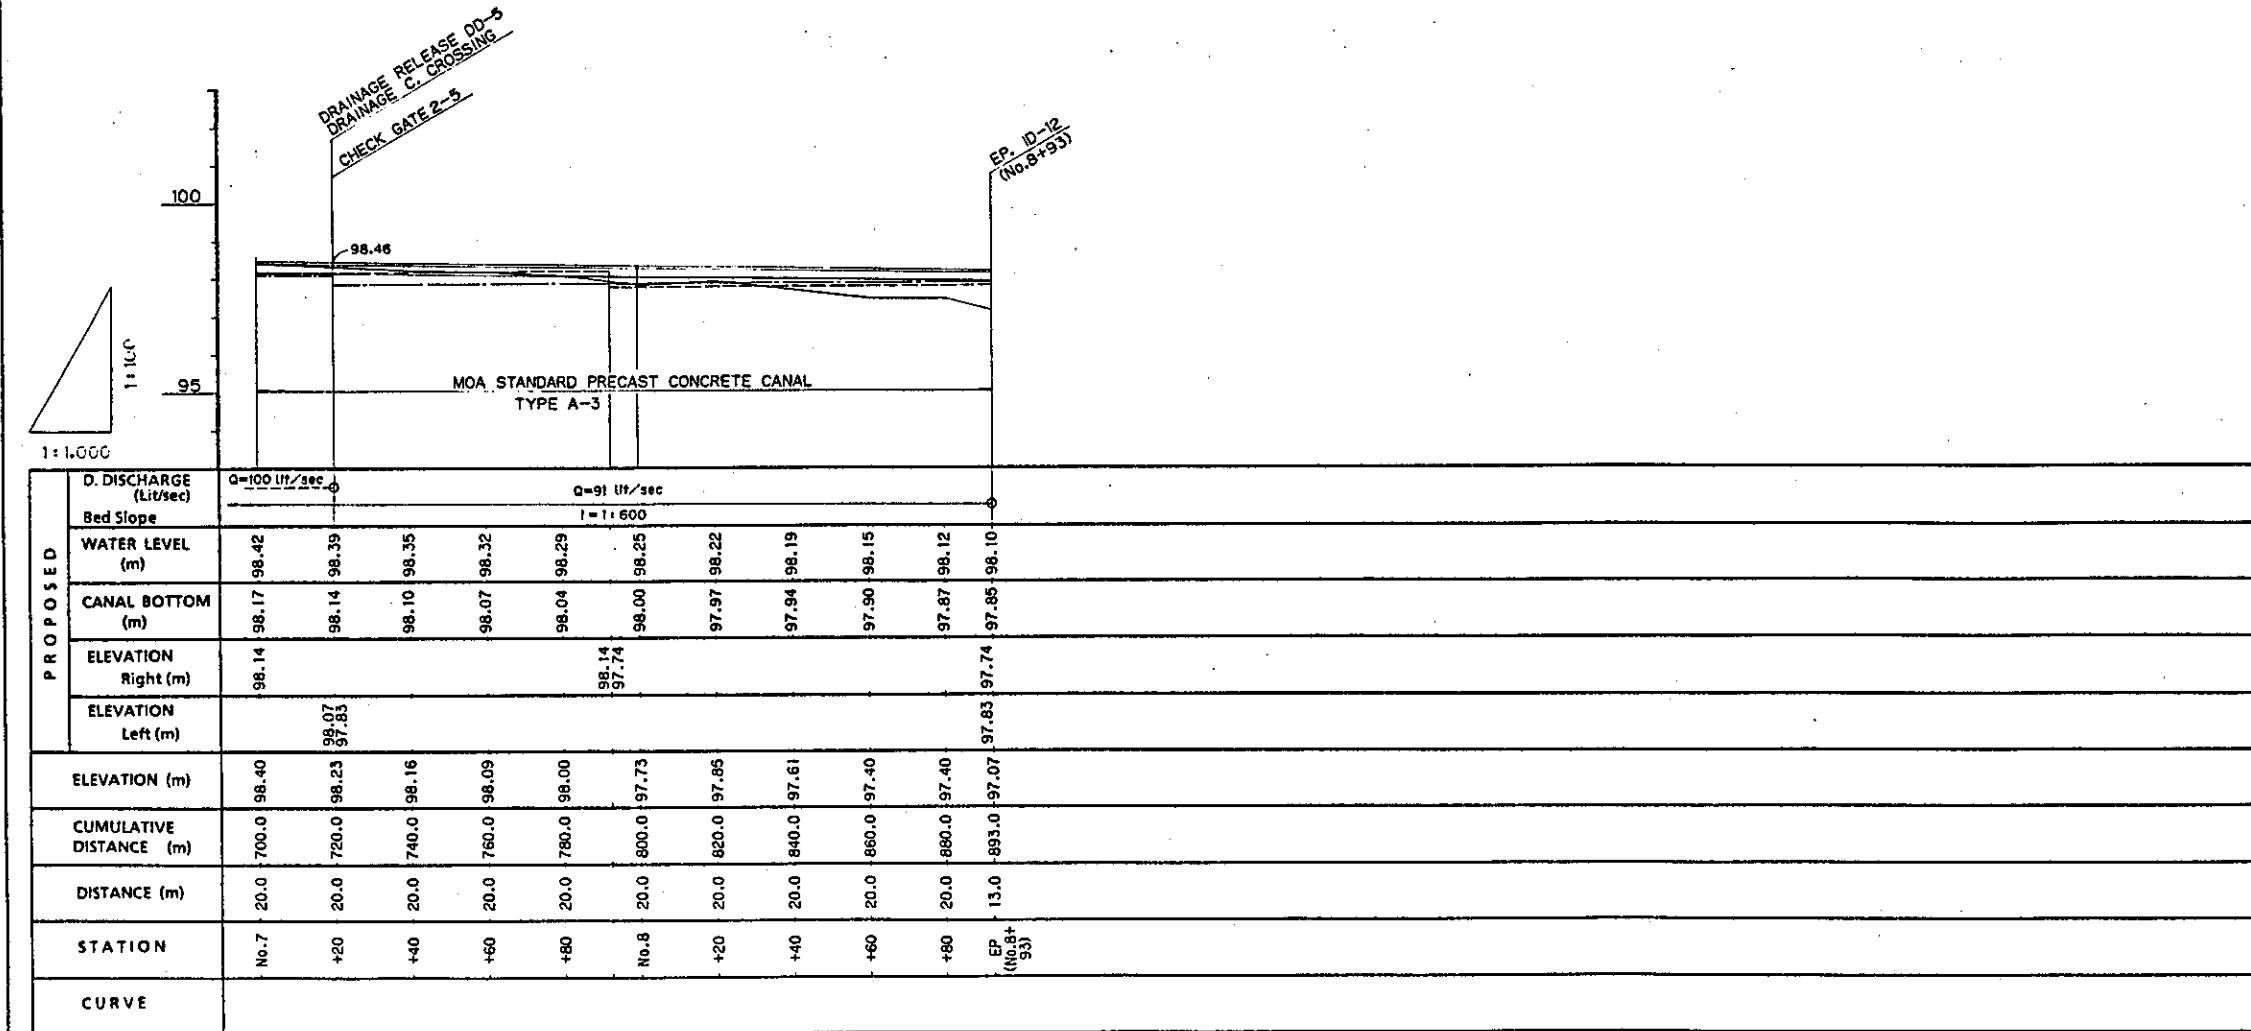 DRAINAGE RELEASE DD-5
DRAINAGE C. CROSSING
CHECK GATE 2-5
EP. ID-12
(No.8+93)
100
98.46
1:100
95
MOA STANDARD PRECAST CONCRETE CANAL
TYPE A-3
1:1,000
PROPOSED
D. DISCHARGE
(Lit/sec)
Q=100 lit/sec
Q=91 lit/sec
Bed Slope
I=1:600
WATER LEVEL
(m)
98.42 98.39 98.35 98.32 98.29 98.25 98.22 98.19 98.15 98.12 98.10
CANAL BOTTOM
(m)
98.17 98.14 98.10 98.07 98.04 98.00 97.97 97.94 97.90 97.87 97.85
ELEVATION
Right (m)
98.14 98.14 97.74 97.74
ELEVATION
Left (m)
98.07 97.83 97.83
ELEVATION (m)
98.40 98.23 98.16 98.09 98.00 97.73 97.85 97.61 97.40 97.40 97.07
CUMULATIVE
DISTANCE (m)
700.0 720.0 740.0 760.0 780.0 800.0 820.0 840.0 860.0 880.0 893.0
DISTANCE (m)
20.0 20.0 20.0 20.0 20.0 20.0 20.0 20.0 20.0 20.0 13.0
STATION
No.7 +20 +40 +60 +80 No.8 +20 +40 +60 +80 EP
(No.8+
93)
CURVE